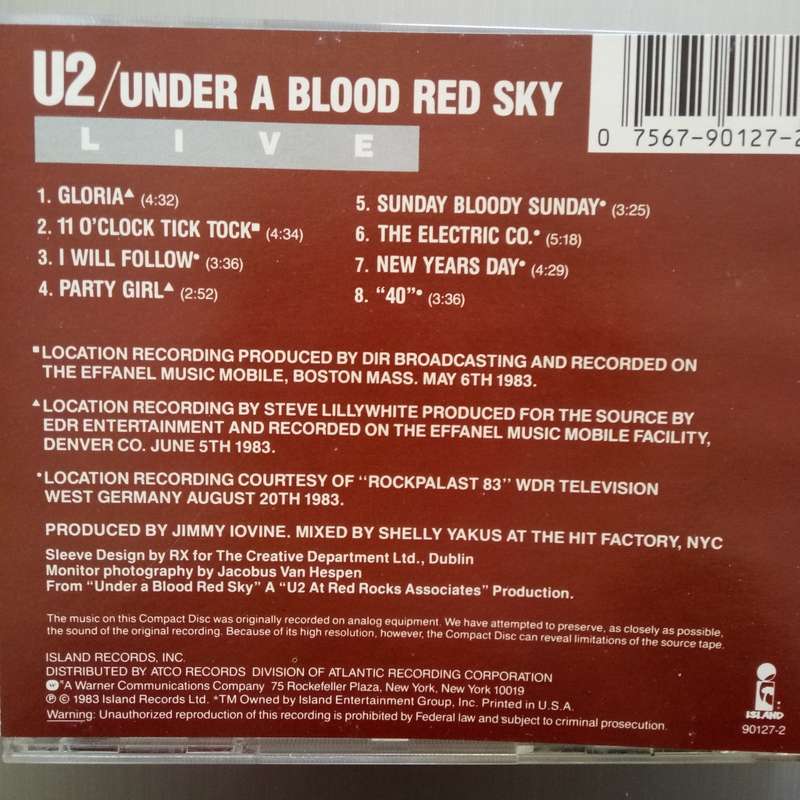 U2/UNDER A BLOOD RED SKY
LIVE
0 7567-90127-2
1. GLORIA▲ (4:32)
2. 11 O'CLOCK TICK TOCK■ (4:34)
3. I WILL FOLLOW• (3:36)
4. PARTY GIRL▲ (2:52)
5. SUNDAY BLOODY SUNDAY• (3:25)
6. THE ELECTRIC CO.• (5:18)
7. NEW YEARS DAY• (4:29)
8. "40"• (3:36)
■LOCATION RECORDING PRODUCED BY DIR BROADCASTING AND RECORDED ON
THE EFFANEL MUSIC MOBILE, BOSTON MASS. MAY 6TH 1983.
▲LOCATION RECORDING BY STEVE LILLYWHITE PRODUCED FOR THE SOURCE BY
EDR ENTERTAINMENT AND RECORDED ON THE EFFANEL MUSIC MOBILE FACILITY,
DENVER CO. JUNE 5TH 1983.
•LOCATION RECORDING COURTESY OF "ROCKPALAST 83" WDR TELEVISION
WEST GERMANY AUGUST 20TH 1983.
PRODUCED BY JIMMY IOVINE. MIXED BY SHELLY YAKUS AT THE HIT FACTORY, NYC
Sleeve Design by RX for The Creative Department Ltd., Dublin
Monitor photography by Jacobus Van Hespen
From "Under a Blood Red Sky" A "U2 At Red Rocks Associates" Production.
The music on this Compact Disc was originally recorded on analog equipment. We have attempted to preserve, as closely as possible,
the sound of the original recording. Because of its high resolution, however, the Compact Disc can reveal limitations of the source tape.
ISLAND RECORDS, INC.
DISTRIBUTED BY ATCO RECORDS DIVISION OF ATLANTIC RECORDING CORPORATION
"A Warner Communications Company 75 Rockefeller Plaza, New York, New York 10019
℗ © 1983 Island Records Ltd. *TM Owned by Island Entertainment Group, Inc. Printed in U.S.A.
Warning: Unauthorized reproduction of this recording is prohibited by Federal law and subject to criminal prosecution.
ISLAND
90127-2